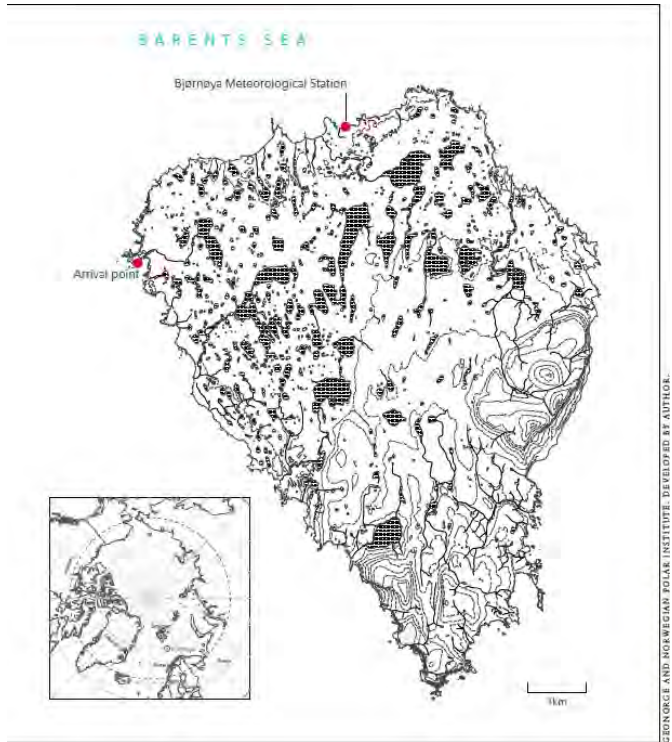 BARENTS SEA
Bjørnøya Meteorological Station
Arrival point
1km
GEONORGE AND NORWEGIAN POLAR INSTITUTE. DEVELOPED BY AUTHOR.